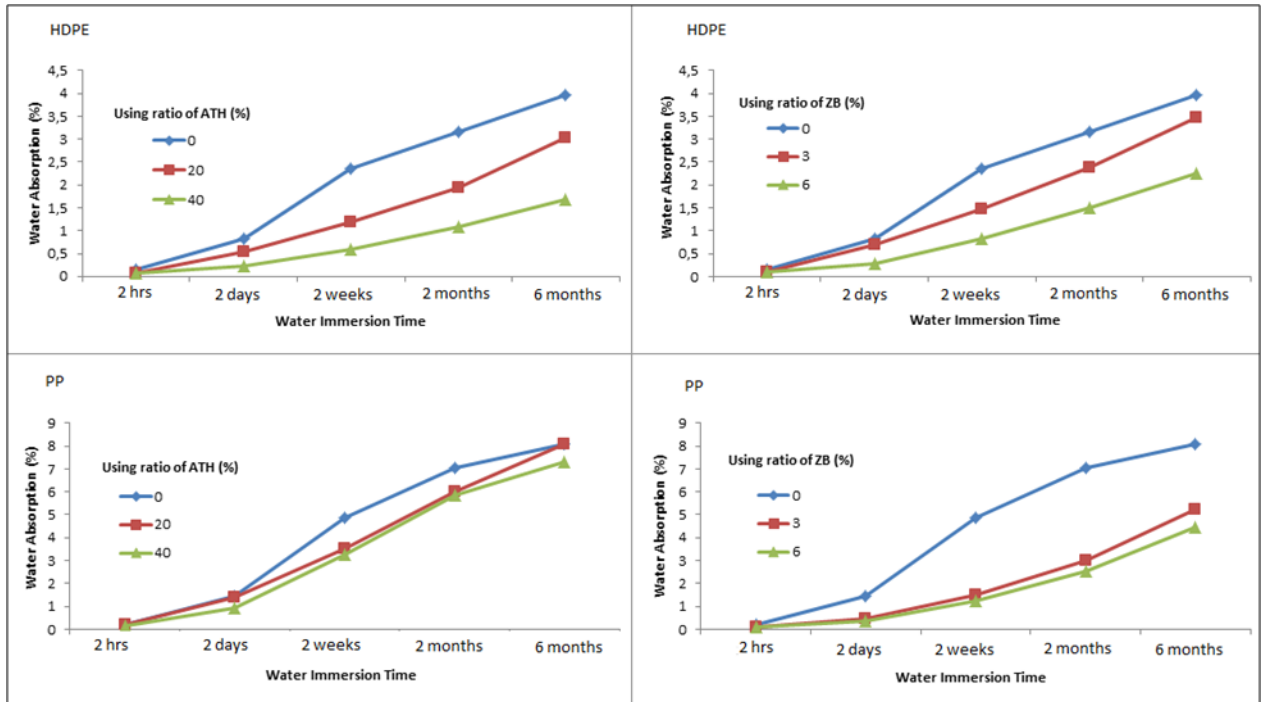 HDPE
Water Absorption (%)
4,5
4
3,5
3
2,5
2
1,5
1
0,5
0
Using ratio of ATH (%)
0
20
40
2 hrs 2 days 2 weeks 2 months 6 months
Water Immersion Time
HDPE
Water Absorption (%)
4,5
4
3,5
3
2,5
2
1,5
1
0,5
0
Using ratio of ZB (%)
0
3
6
2 hrs 2 days 2 weeks 2 months 6 months
Water Immersion Time
PP
Water Absorption (%)
9
8
7
6
5
4
3
2
1
0
Using ratio of ATH (%)
0
20
40
2 hrs 2 days 2 weeks 2 months 6 months
Water Immersion Time
PP
Water Absorption (%)
9
8
7
6
5
4
3
2
1
0
Using ratio of ZB (%)
0
3
6
2 hrs 2 days 2 weeks 2 months 6 months
Water Immersion Time